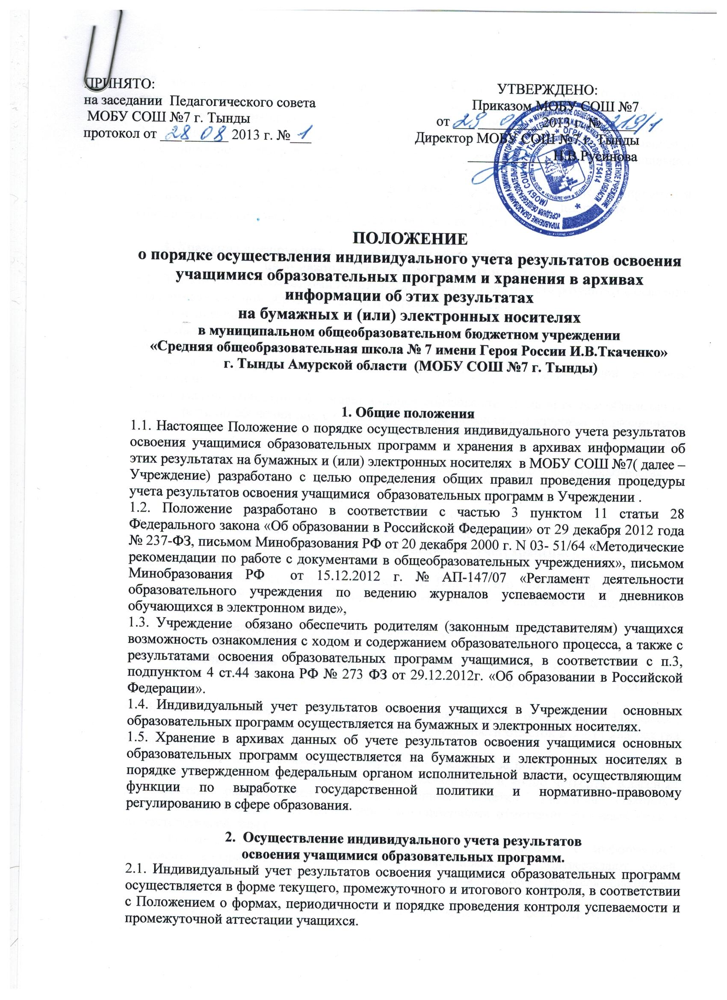 ПРИНЯТО:
на заседании Педагогического совета
МОБУ СОШ №7 г. Тынды
протокол от 28 08 2013 г. № 1
УТВЕРЖДЕНО:
Приказом МОБУ СОШ №7
от 29 2013 г. № 219/1
Директор МОБУ СОШ №7 г. Тынды
Н.В.Русинова
ПОЛОЖЕНИЕ
о порядке осуществления индивидуального учета результатов освоения
учащимися образовательных программ и хранения в архивах
информации об этих результатах
на бумажных и (или) электронных носителях
в муниципальном общеобразовательном бюджетном учреждении
«Средняя общеобразовательная школа № 7 имени Героя России И.В.Ткаченко»
г. Тынды Амурской области (МОБУ СОШ №7 г. Тынды)
1. Общие положения
1.1. Настоящее Положение о порядке осуществления индивидуального учета результатов
освоения учащимися образовательных программ и хранения в архивах информации об
этих результатах на бумажных и (или) электронных носителях в МОБУ СОШ №7( далее –
Учреждение) разработано с целью определения общих правил проведения процедуры
учета результатов освоения учащимися образовательных программ в Учреждении .
1.2. Положение разработано в соответствии с частью 3 пунктом 11 статьи 28
Федерального закона «Об образовании в Российской Федерации» от 29 декабря 2012 года
№ 237-ФЗ, письмом Минобразования РФ от 20 декабря 2000 г. N 03- 51/64 «Методические
рекомендации по работе с документами в общеобразовательных учреждениях», письмом
Минобразования РФ от 15.12.2012 г. № АП-147/07 «Регламент деятельности
образовательного учреждения по ведению журналов успеваемости и дневников
обучающихся в электронном виде»,
1.3. Учреждение обязано обеспечить родителям (законным представителям) учащихся
возможность ознакомления с ходом и содержанием образовательного процесса, а также с
результатами освоения образовательных программ учащимися, в соответствии с п.3,
подпунктом 4 ст.44 закона РФ № 273 ФЗ от 29.12.2012г. «Об образовании в Российской
Федерации».
1.4. Индивидуальный учет результатов освоения учащихся в Учреждении основных
образовательных программ осуществляется на бумажных и электронных носителях.
1.5. Хранение в архивах данных об учете результатов освоения учащимися основных
образовательных программ осуществляется на бумажных и электронных носителях в
порядке утвержденном федеральным органом исполнительной власти, осуществляющим
функции по выработке государственной политики и нормативно-правовому
регулированию в сфере образования.
2. Осуществление индивидуального учета результатов
освоения учащимися образовательных программ.
2.1. Индивидуальный учет результатов освоения учащимися образовательных программ
осуществляется в форме текущего, промежуточного и итогового контроля, в соответствии
с Положением о формах, периодичности и порядке проведения контроля успеваемости и
промежуточной аттестации учащихся.